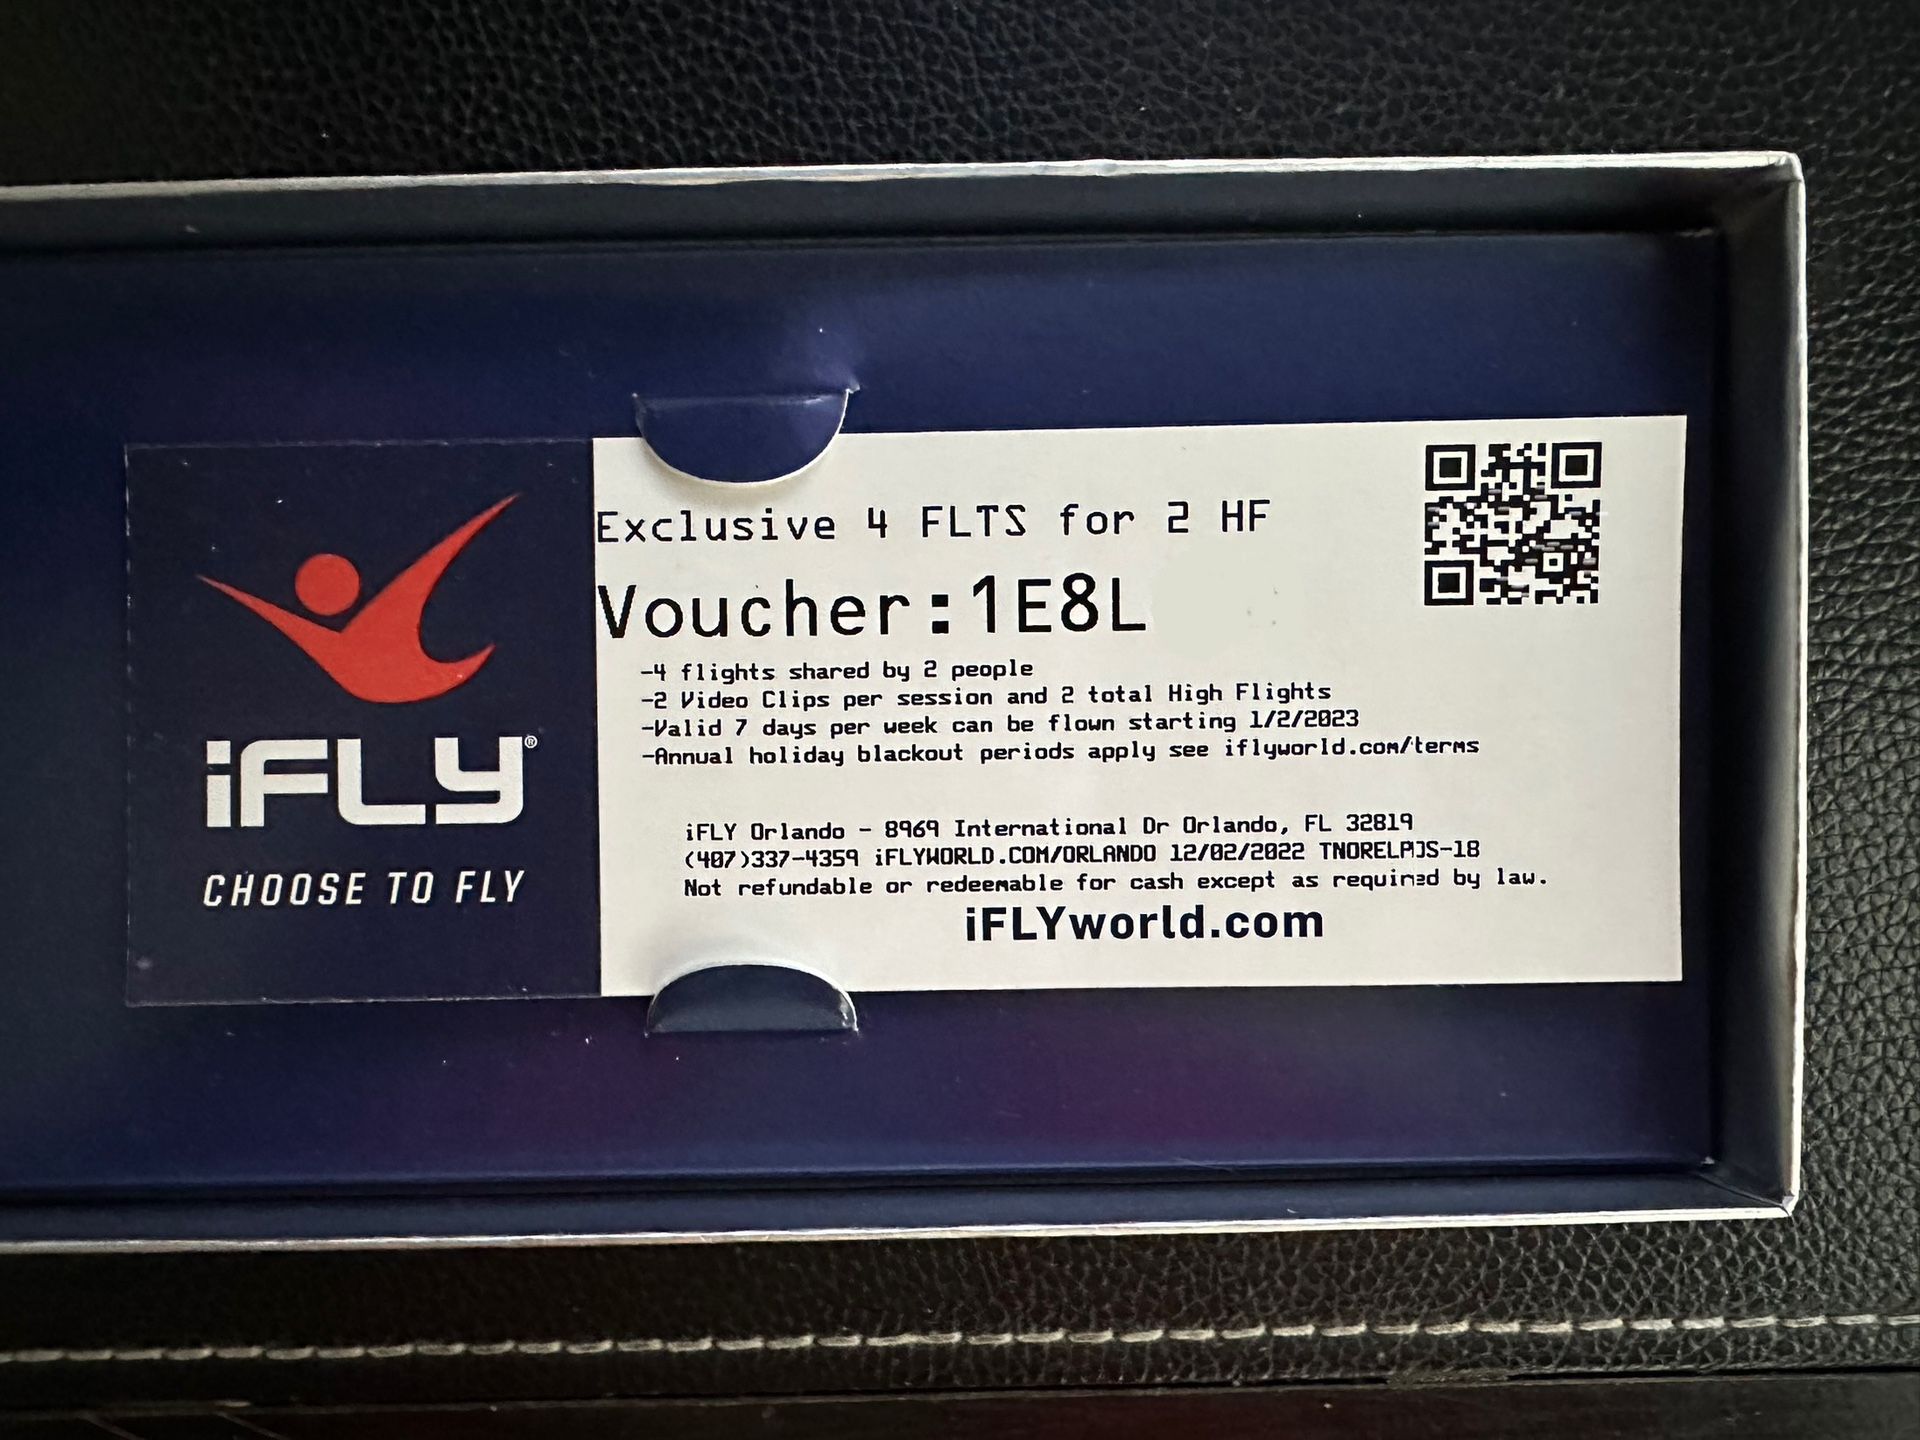 iFLY®
CHOOSE TO FLY
Exclusive 4 FLTS for 2 HF
Voucher:1E8L
-4 flights shared by 2 people
-2 Video Clips per session and 2 total High Flights
-Valid 7 days per week can be flown starting 1/2/2023
-Annual holiday blackout periods apply see iflyworld.com/terms
iFLY Orlando - 8969 International Dr Orlando, FL 32819
(407)337-4359 iFLYWORLD.COM/ORLANDO 12/02/2022
Not refundable or redeemable for cash except as required by law.
iFLYworld.com